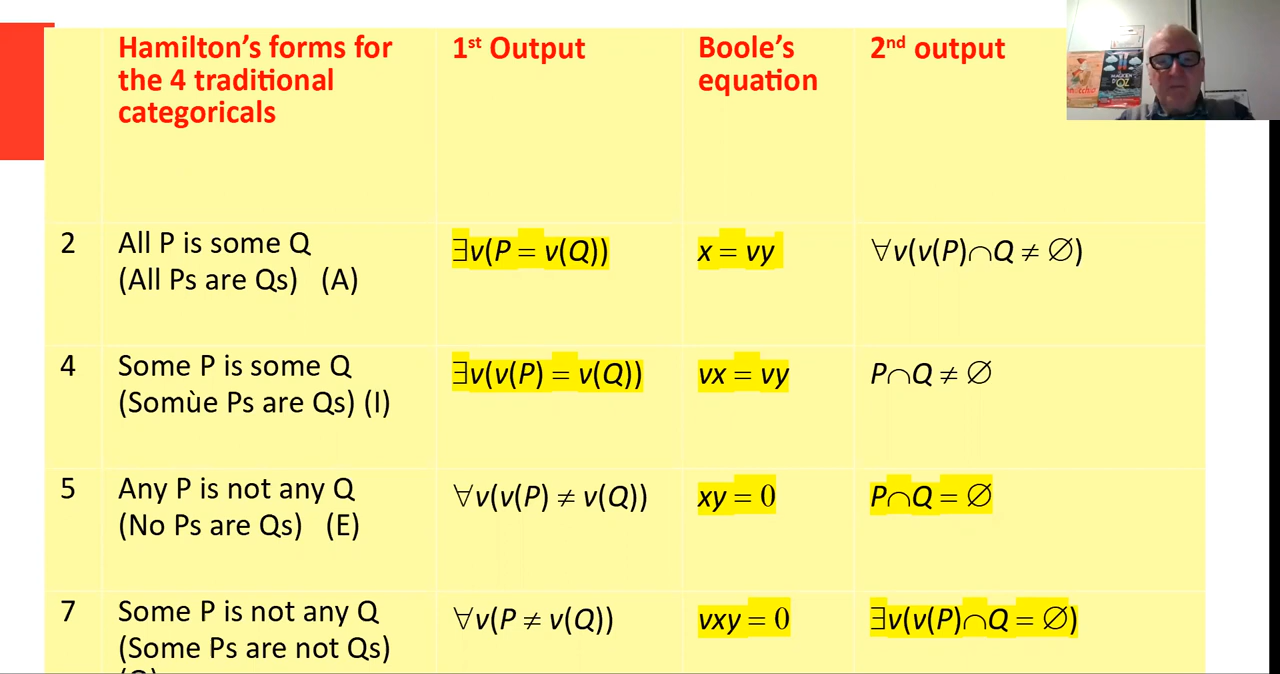 Hamilton’s forms for
the 4 traditional
categoricals
1st Output
Boole’s
equation
2nd output
2
All P is some Q
(All Ps are Qs) (A)
∃v(P = v(Q))
x = vy
∀v(v(P)∩Q ≠ ∅)
4
Some P is some Q
(Somùe Ps are Qs) (I)
∃v(v(P) = v(Q))
vx = vy
P∩Q ≠ ∅
5
Any P is not any Q
(No Ps are Qs) (E)
∀v(v(P) ≠ v(Q))
xy = 0
P∩Q = ∅
7
Some P is not any Q
(Some Ps are not Qs)
∀v(P ≠ v(Q))
vxy = 0
∃v(v(P)∩Q = ∅)
D'OZ